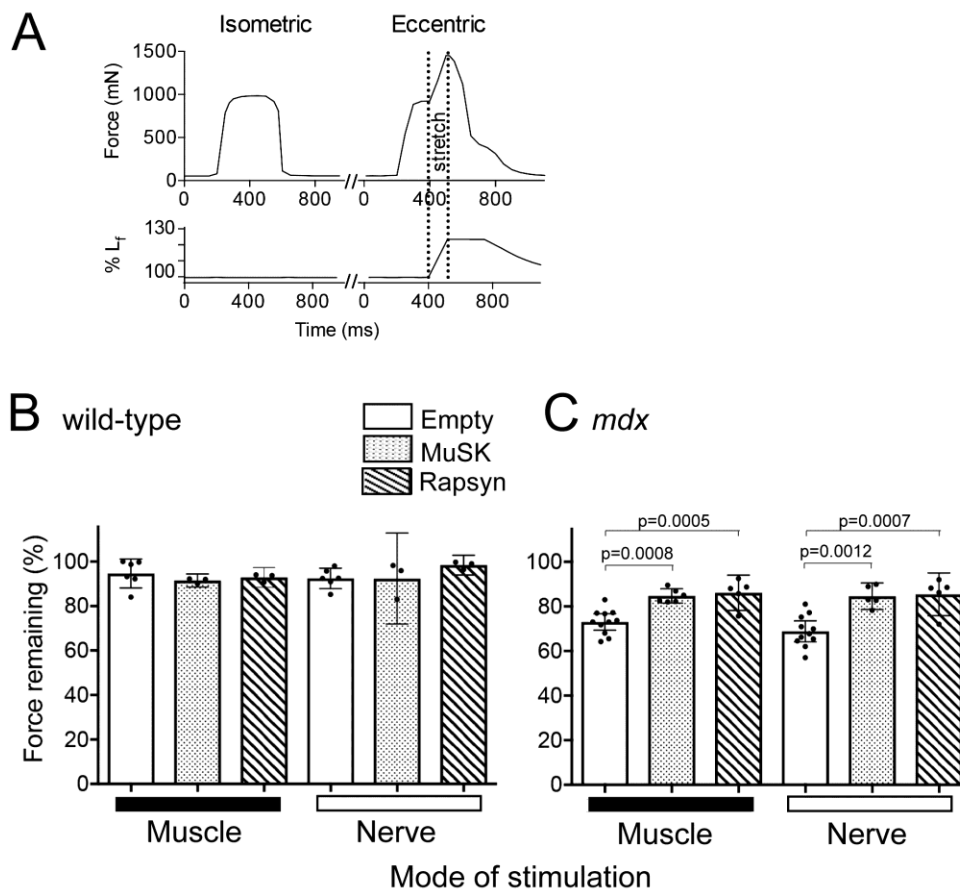 A
Isometric
Eccentric
Force (mN)
1500
1000
500
0
stretch
0 400 800 // 0 400 800
% Lf
130
100
0 400 800 // 0 400 800
Time (ms)
B wild-type
Empty
MuSK
Rapsyn
C mdx
Force remaining (%)
100
80
60
40
20
0
Muscle
Nerve
p=0.0005
p=0.0008
p=0.0007
p=0.0012
100
80
60
40
20
0
Muscle
Nerve
Mode of stimulation